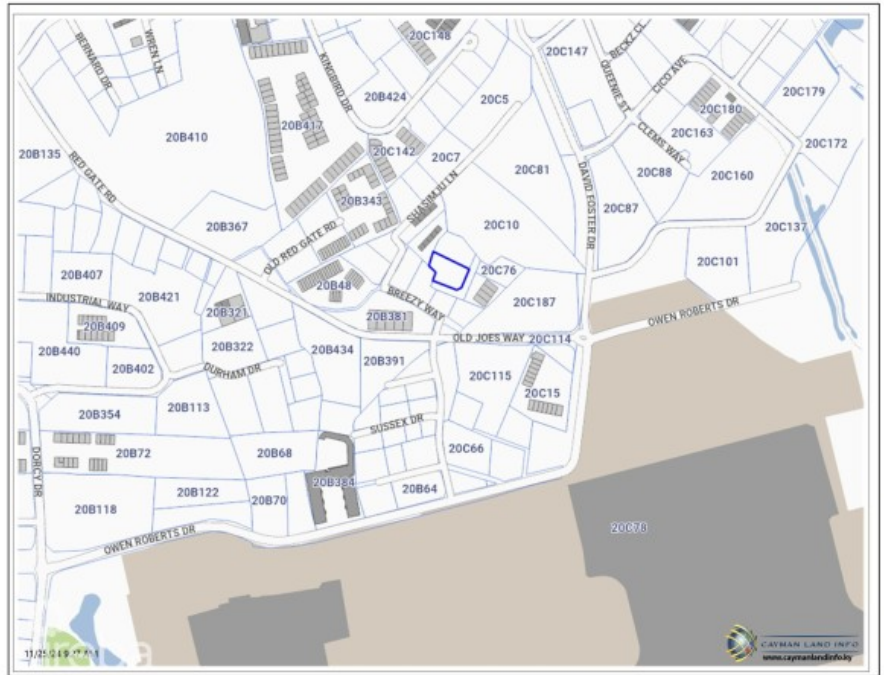 20C148
BERNARD DR
WREN LN
KINGBIRD DR
20C147
BECKZ CL
QUEENIE ST
CICO AVE
20B424
20C5
20C180
20C179
20B410
20B417
20C163
20C142
CLEMS WAY
20C172
20B135
20C7
RED GATE RD
20C81
DAVID FOSTER DR
20C88
20C160
20B343
SHASIMJU LN
20C87
20B367
20C10
20C137
OLD RED GATE RD
20B407
20C76
20C101
20B48
BREEZY WAY
INDUSTRIAL WAY
20B421
20C187
OWEN ROBERTS DR
20B321
20B381
20B409
OLD JOES WAY
20C114
20B440
20B322
20B434
20B391
20B402
DURHAM DR
20C115
20C15
20B354
20B113
SUSSEX DR
20B72
20B68
20C66
DORCY DR
20B384
20B122
20B70
20B64
20B118
20C78
OWEN ROBERTS DR
CAYMAN LAND INFO
www.caymanlandinfo.ky